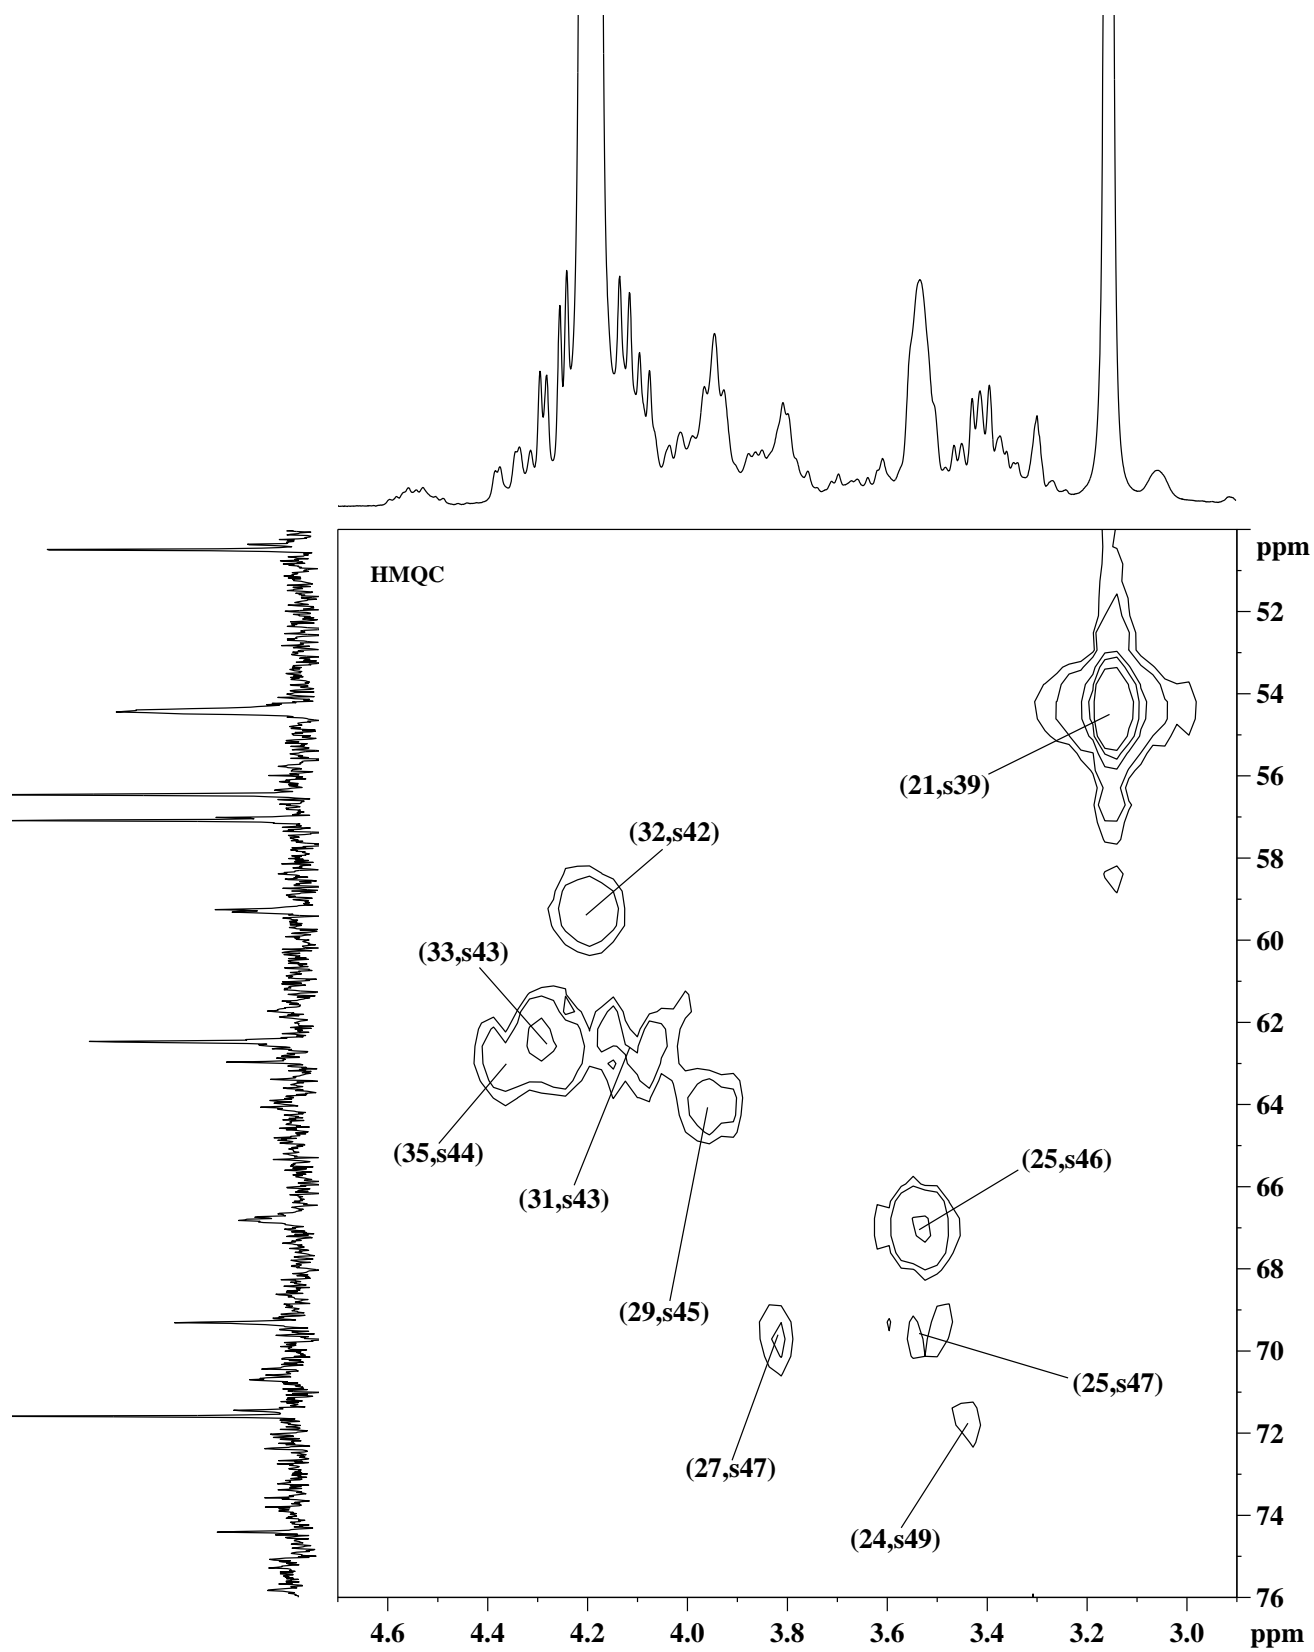 ppm
HMQC
52
54
56
(21,s39)
(32,s42)
58
60
(33,s43)
62
64
(35,s44)
(25,s46)
66
(31,s43)
68
(29,s45)
70
(25,s47)
72
(27,s47)
74
(24,s49)
76
4.6 4.4 4.2 4.0 3.8 3.6 3.4 3.2 3.0 ppm